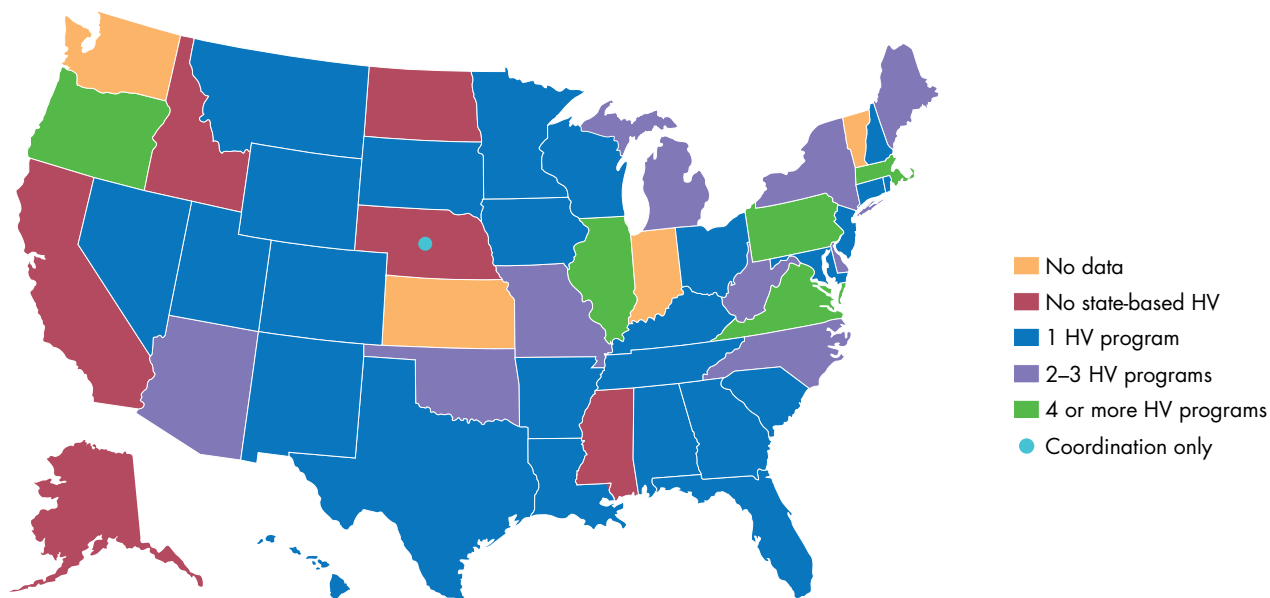 No data
No state-based HV
1 HV program
2–3 HV programs
4 or more HV programs
Coordination only